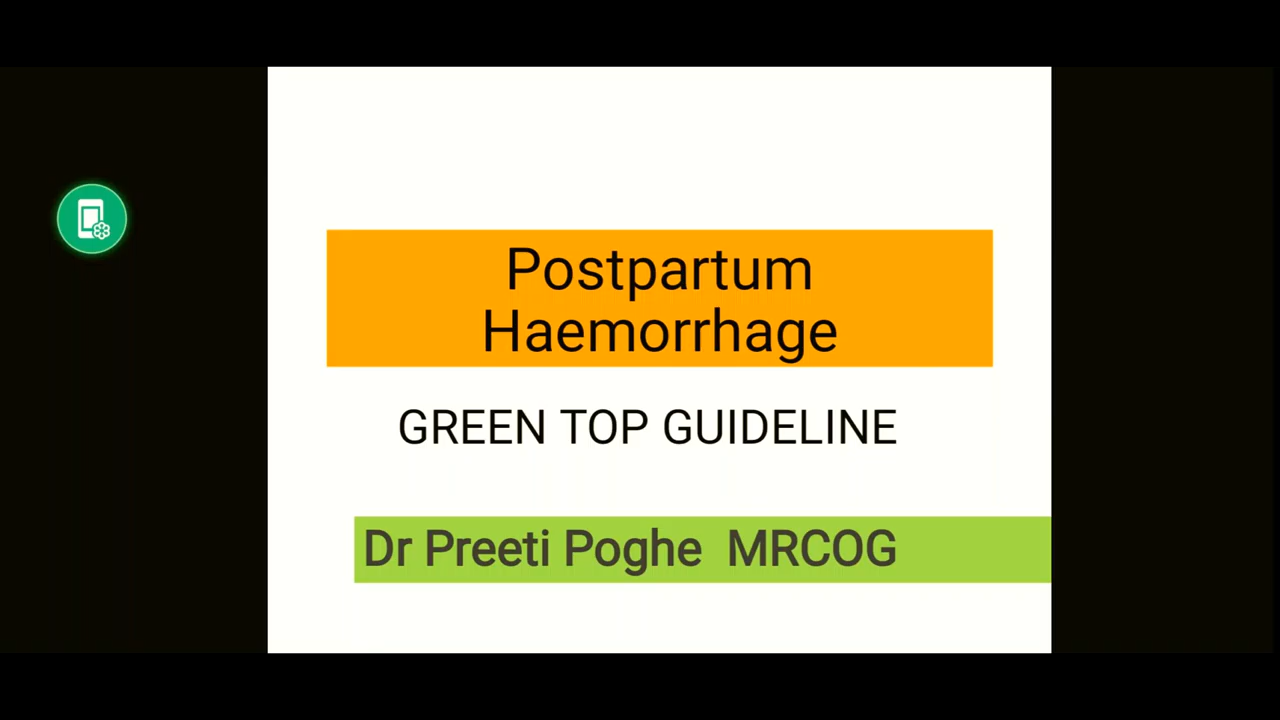 Postpartum
Haemorrhage
GREEN TOP GUIDELINE
Dr Preeti Poghe MRCOG